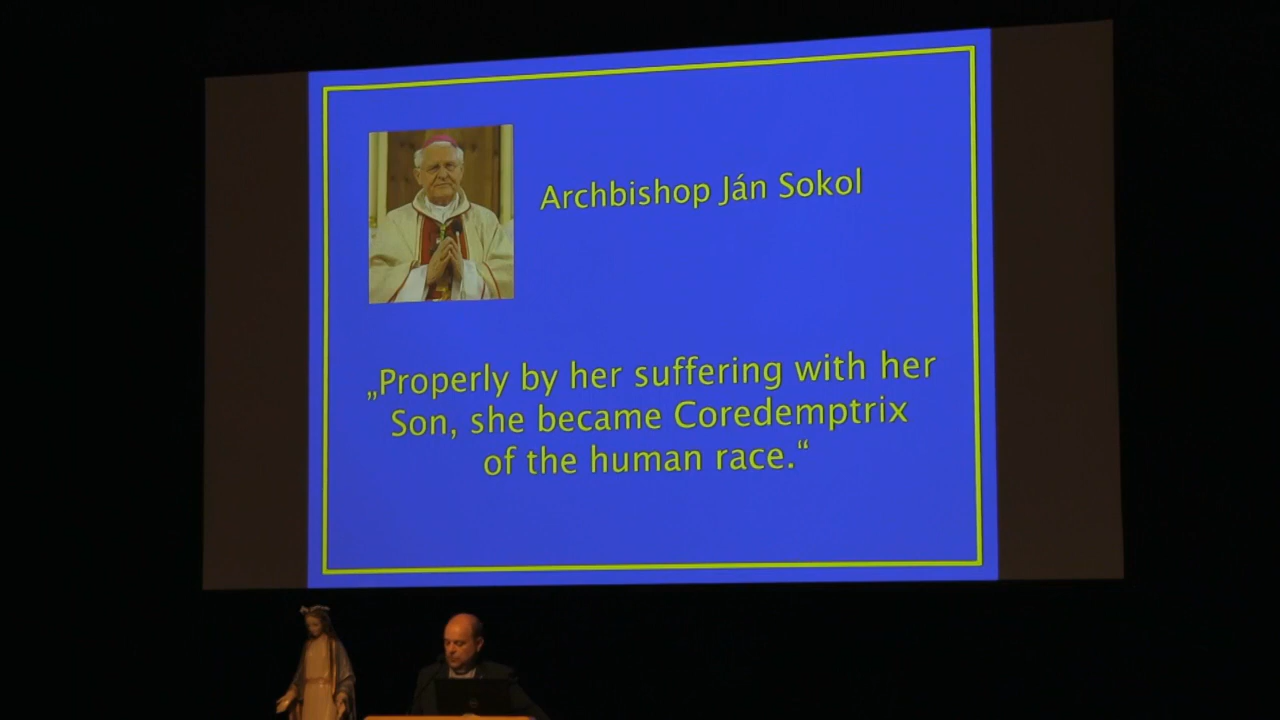 Archbishop Ján Sokol
„Properly by her suffering with her
Son, she became Coredemptrix
of the human race.“